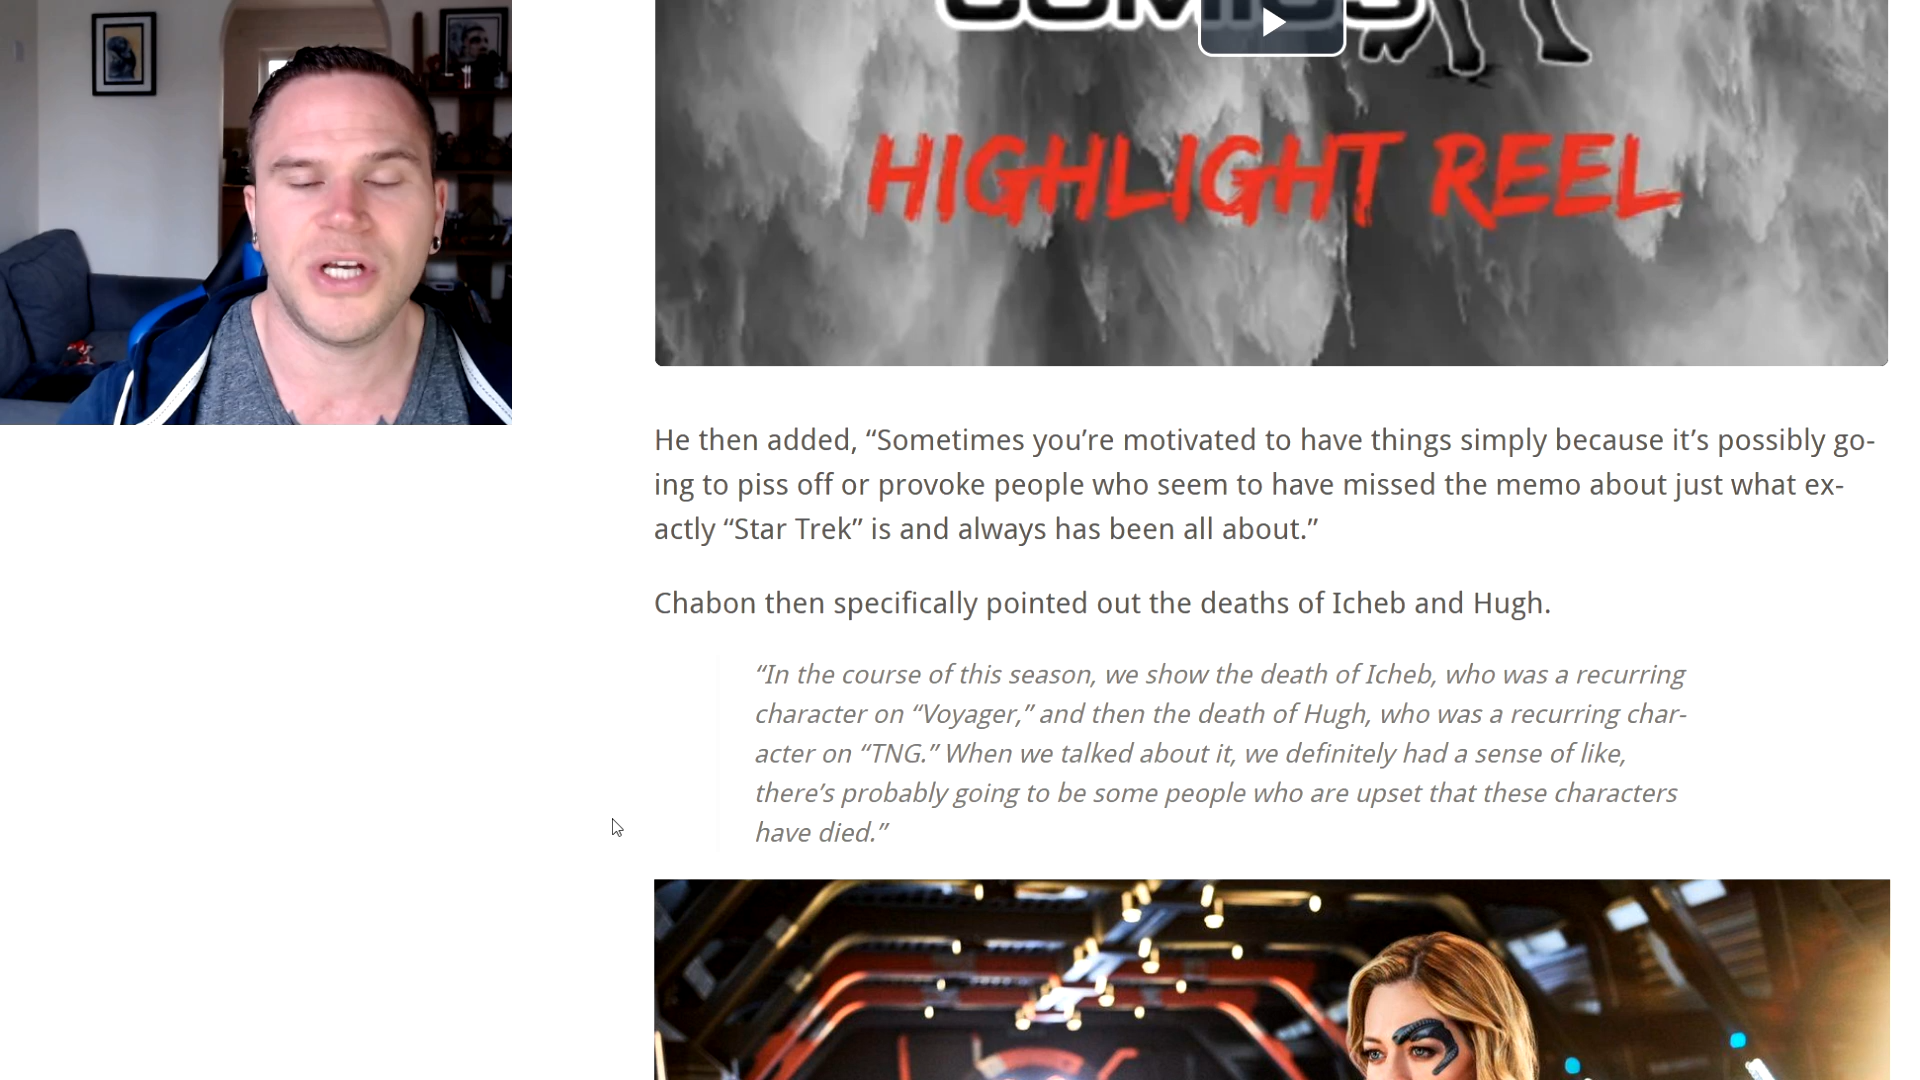 COMICS
HIGHLIGHT REEL
He then added, “Sometimes you’re motivated to have things simply because it’s possibly go-
ing to piss off or provoke people who seem to have missed the memo about just what ex-
actly “Star Trek” is and always has been all about.”
Chabon then specifically pointed out the deaths of Icheb and Hugh.
“In the course of this season, we show the death of Icheb, who was a recurring
character on “Voyager,” and then the death of Hugh, who was a recurring char-
acter on “TNG.” When we talked about it, we definitely had a sense of like,
there’s probably going to be some people who are upset that these characters
have died.”